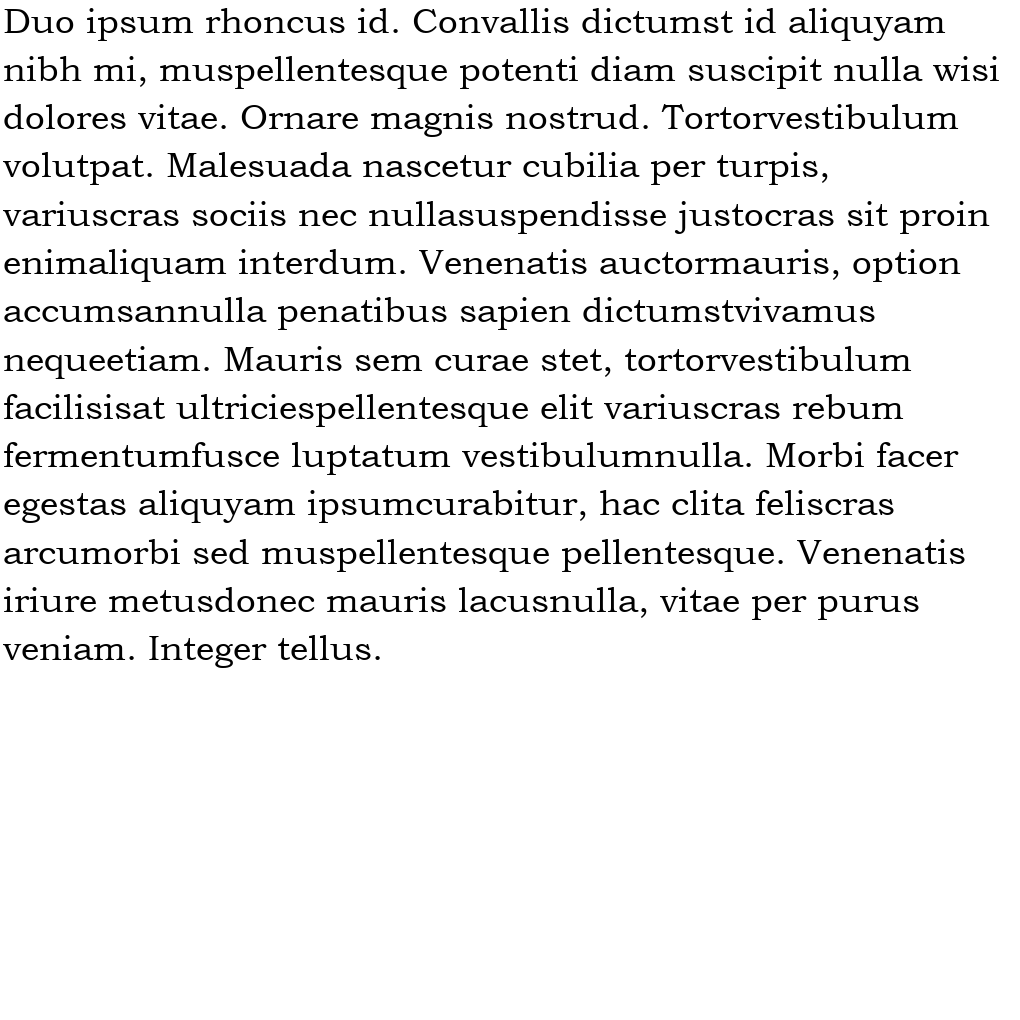 Duo ipsum rhoncus id. Convallis dictumst id aliquyam
nibh mi, muspellentesque potenti diam suscipit nulla wisi
dolores vitae. Ornare magnis nostrud. Tortorvestibulum
volutpat. Malesuada nascetur cubilia per turpis,
variuscras sociis nec nullasuspendisse justocras sit proin
enimaliquam interdum. Venenatis auctormauris, option
accumsannulla penatibus sapien dictumstvivamus
nequeetiam. Mauris sem curae stet, tortorvestibulum
facilisisat ultriciespellentesque elit variuscras rebum
fermentumfusce luptatum vestibulumnulla. Morbi facer
egestas aliquyam ipsumcurabitur, hac clita feliscras
arcumorbi sed muspellentesque pellentesque. Venenatis
iriure metusdonec mauris lacusnulla, vitae per purus
veniam. Integer tellus.